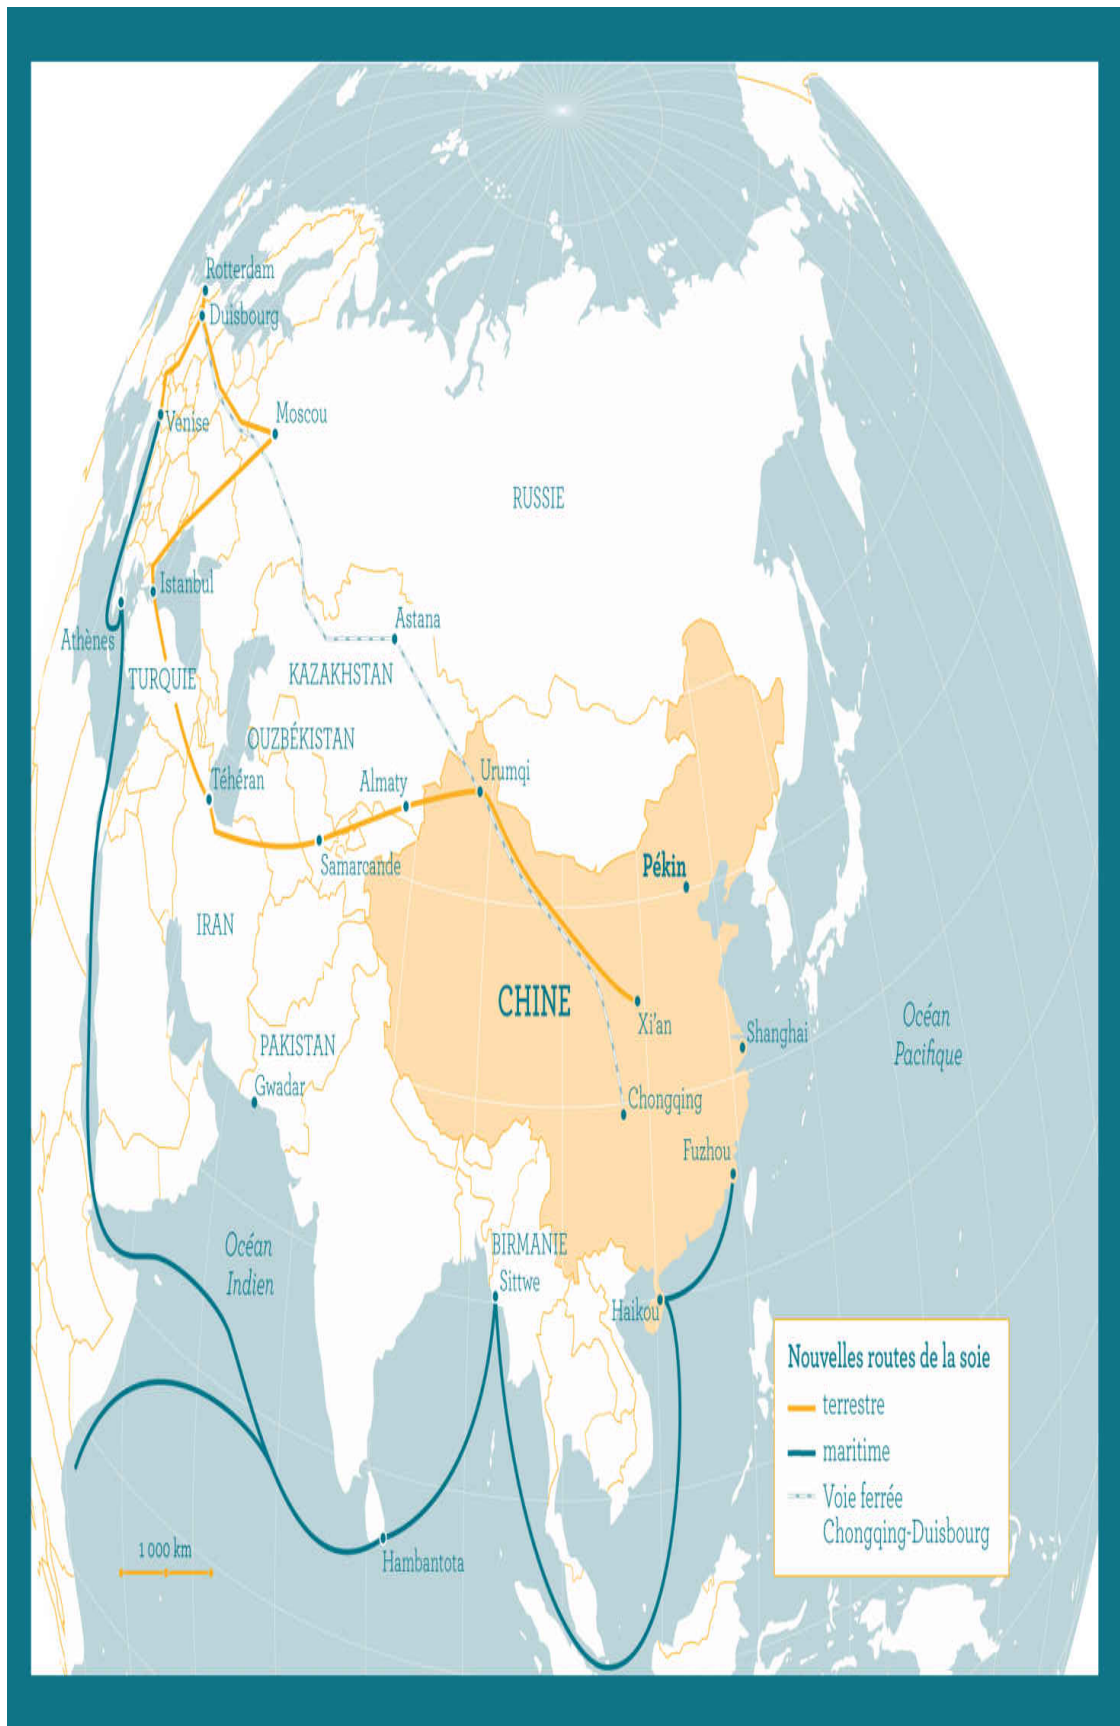 Rotterdam
Duisbourg
Venise
Moscou
RUSSIE
Istanbul
Athènes
Astana
TURQUIE
KAZAKHSTAN
OUZBÉKISTAN
Téhéran
Almaty
Urumqi
Samarcande
Pékin
IRAN
CHINE
Xi'an
Océan
Pacifique
Shanghai
PAKISTAN
Gwadar
Chongqing
Fuzhou
Océan
Indien
BIRMANIE
Sittwe
Haikou
Nouvelles routes de la soie
terrestre
maritime
Voie ferrée
Chongqing-Duisbourg
1 000 km
Hambantota